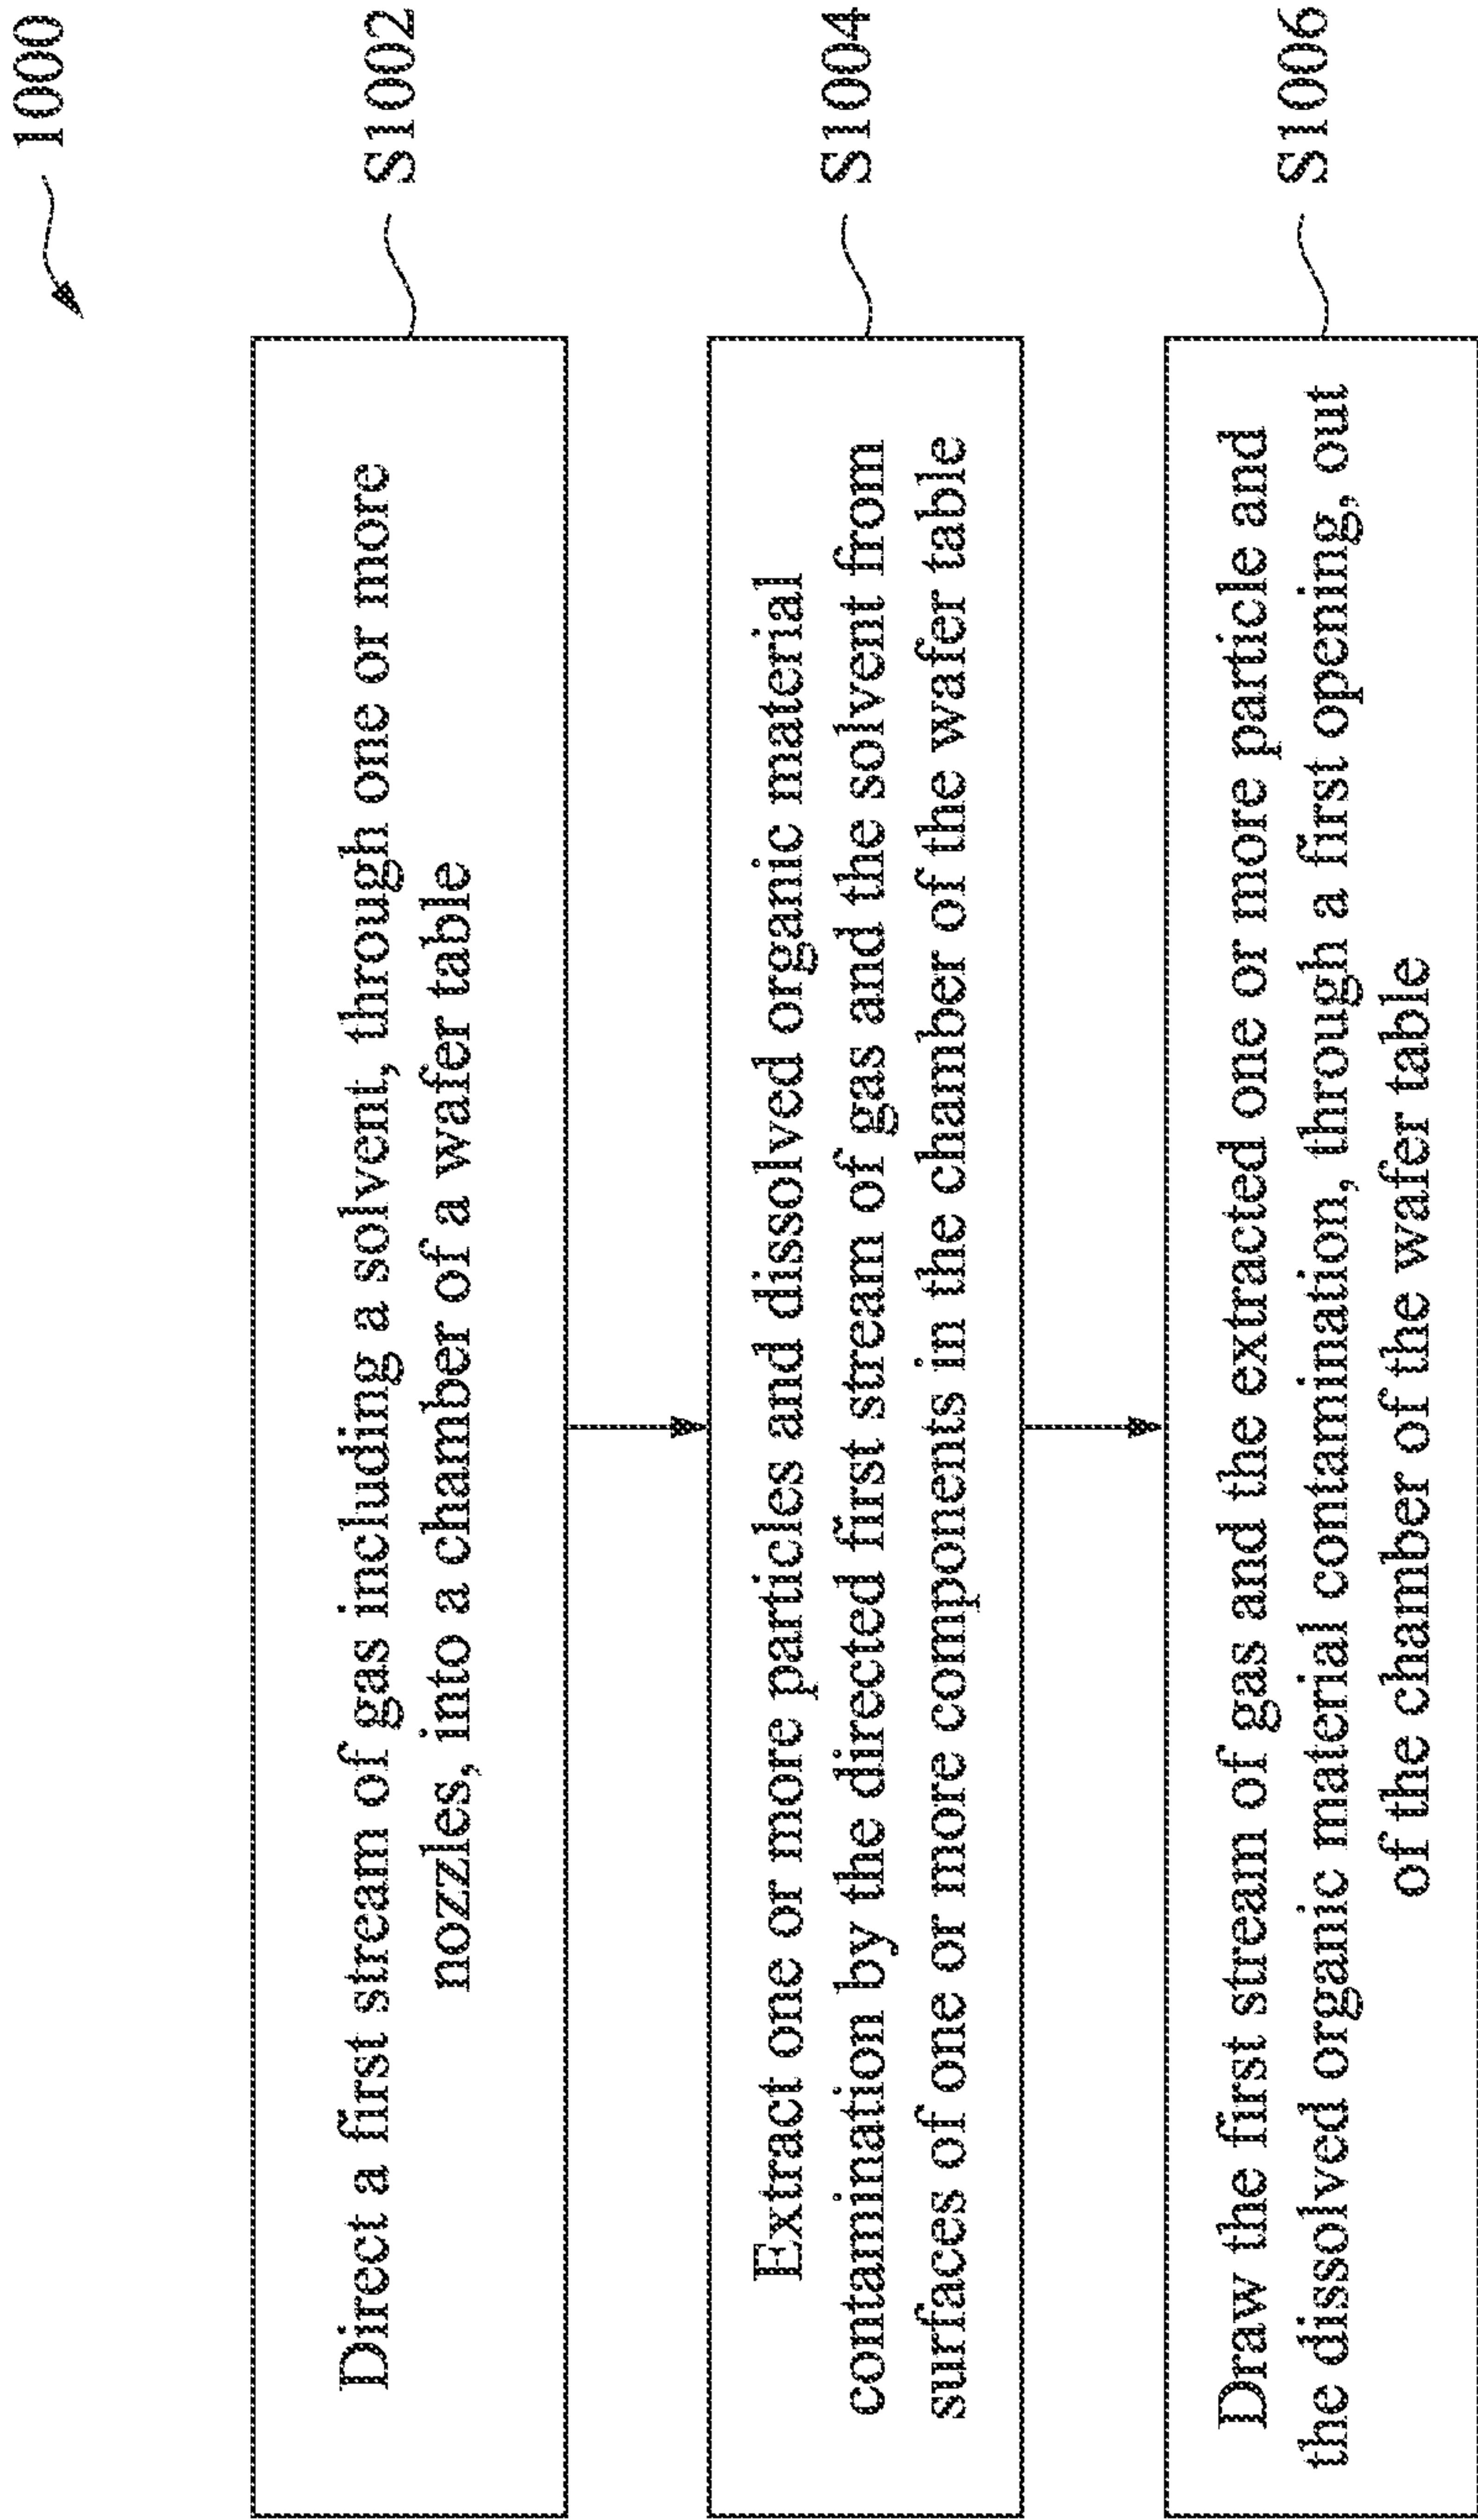 1000
Direct a first stream of gas including a solvent, through one or more
nozzles, into a chamber of a wafer table
S1002
Extract one or more particles and dissolved organic material
contamination by the directed first stream of gas and the solvent from
surfaces of one or more components in the chamber of the wafer table
S1004
Draw the first stream of gas and the extracted one or more particle and
the dissolved organic material contamination, through a first opening, out
of the chamber of the wafer table
S1006